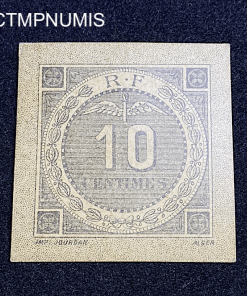 CTMPNUMIS
R·F
10
CENTIMES
IMP. JOURDAN ALGER